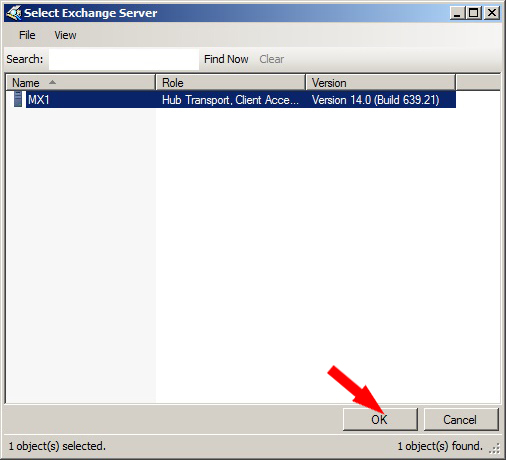 Select Exchange Server
File View
Search: Find Now Clear
Name Role Version
MX1 Hub Transport, Client Acce... Version 14.0 (Build 639.21)
OK Cancel
1 object(s) selected. 1 object(s) found.